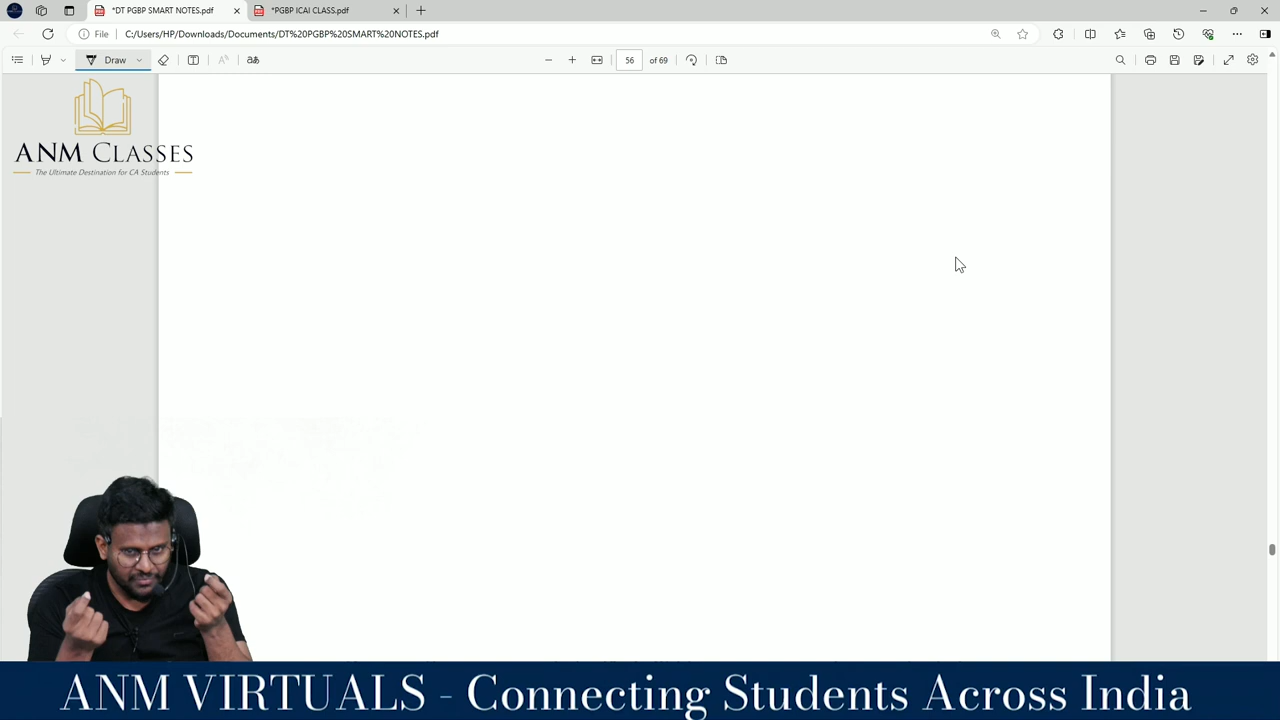 *DT PGBP SMART NOTES.pdf
*PGBP ICAI CLASS.pdf
File
C:/Users/HP/Downloads/Documents/DT%20PGBP%20SMART%20NOTES.pdf
Draw
56 of 69
ANM CLASSES
The Ultimate Destination for CA Students
ANM VIRTUALS - Connecting Students Across India